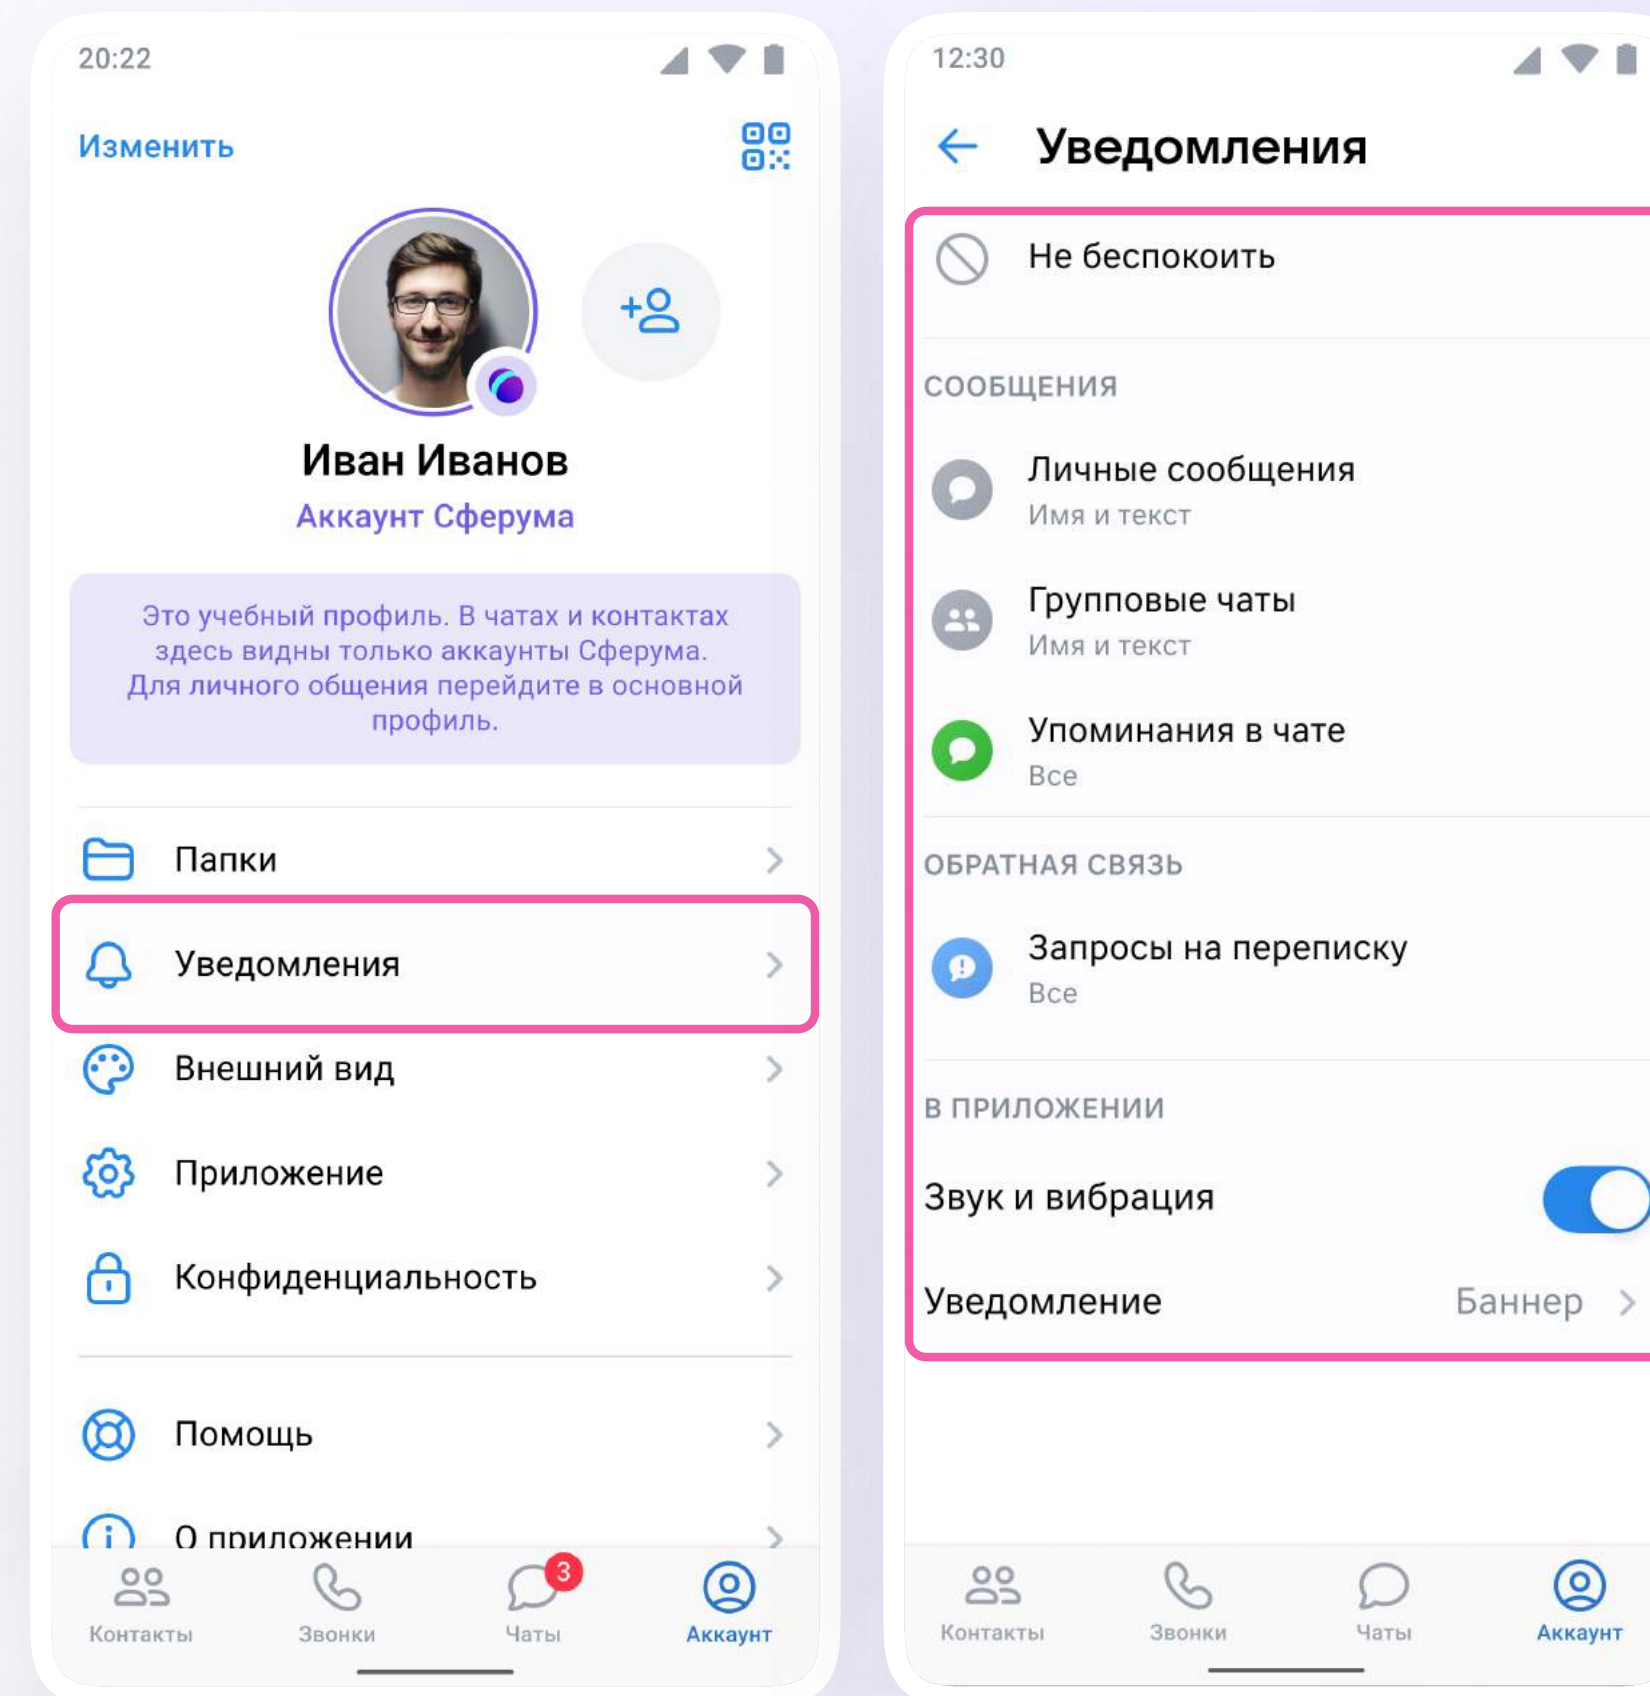 20:22
Изменить
Иван Иванов
Аккаунт Сферума
Это учебный профиль. В чатах и контактах
здесь видны только аккаунты Сферума.
Для личного общения перейдите в основной
профиль.
Папки
Уведомления
Внешний вид
Приложение
Конфиденциальность
Помощь
О приложении
3
Контакты
Звонки
Чаты
Аккаунт
12:30
Уведомления
Не беспокоить
СООБЩЕНИЯ
Личные сообщения
Имя и текст
Групповые чаты
Имя и текст
Упоминания в чате
Все
ОБРАТНАЯ СВЯЗЬ
Запросы на переписку
Все
В ПРИЛОЖЕНИИ
Звук и вибрация
Уведомление Баннер
Контакты
Звонки
Чаты
Аккаунт